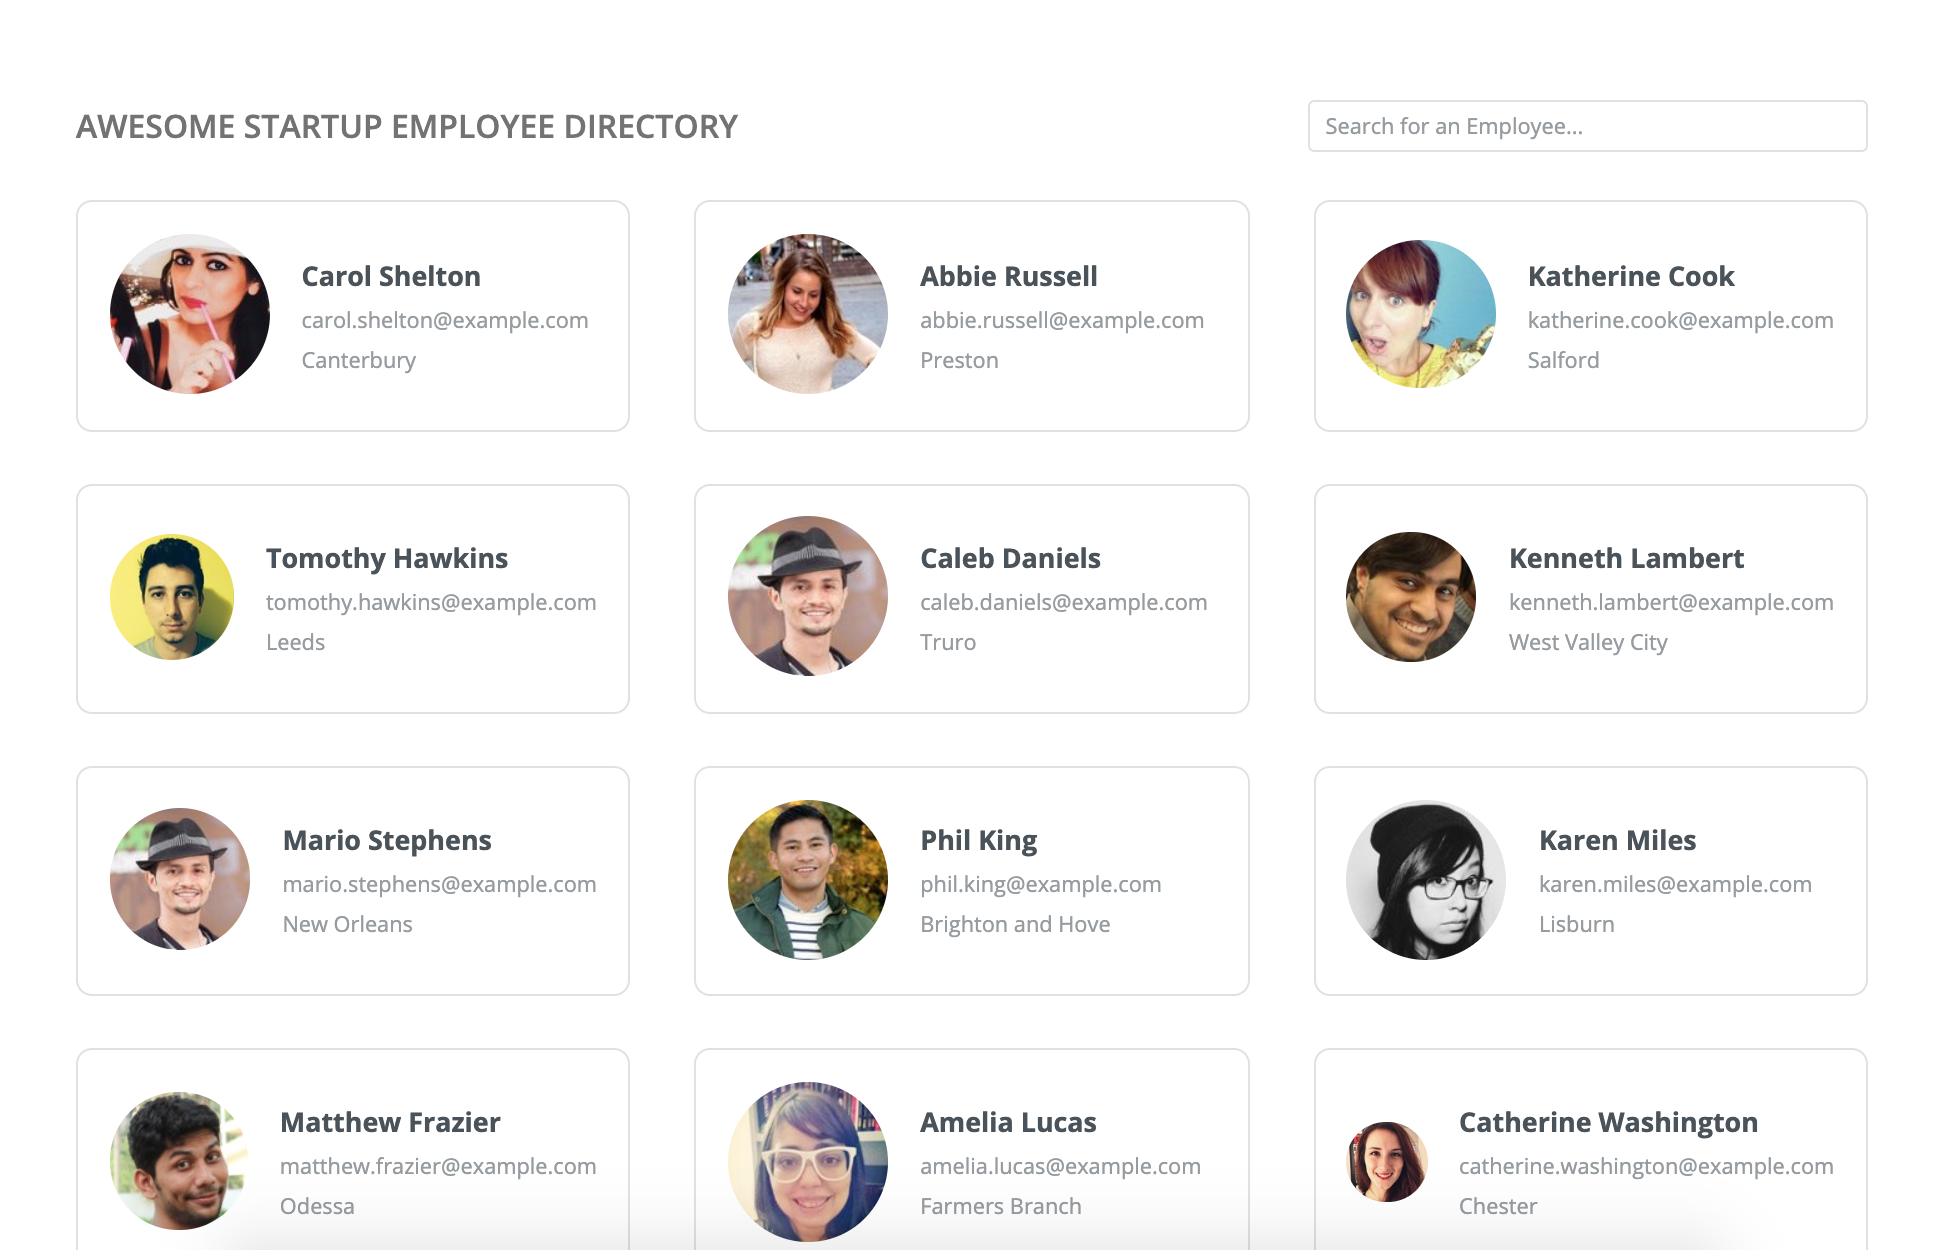 AWESOME STARTUP EMPLOYEE DIRECTORY
Search for an Employee...
Carol Shelton
carol.shelton@example.com
Canterbury
Abbie Russell
abbie.russell@example.com
Preston
Katherine Cook
katherine.cook@example.com
Salford
Tomothy Hawkins
tomothy.hawkins@example.com
Leeds
Caleb Daniels
caleb.daniels@example.com
Truro
Kenneth Lambert
kenneth.lambert@example.com
West Valley City
Mario Stephens
mario.stephens@example.com
New Orleans
Phil King
phil.king@example.com
Brighton and Hove
Karen Miles
karen.miles@example.com
Lisburn
Matthew Frazier
matthew.frazier@example.com
Odessa
Amelia Lucas
amelia.lucas@example.com
Farmers Branch
Catherine Washington
catherine.washington@example.com
Chester